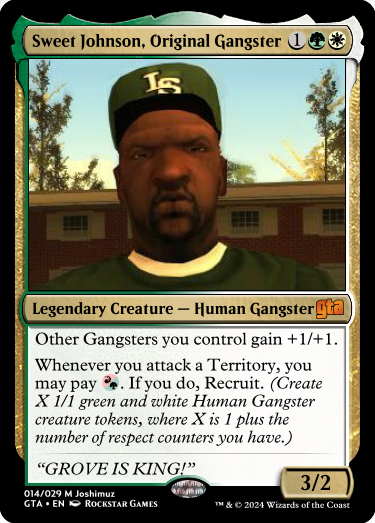 Sweet Johnson, Original Gangster 1
LS
Legendary Creature — Human Gangster gta
Other Gangsters you control gain +1/+1.
Whenever you attack a Territory, you
may pay . If you do, Recruit. (Create
X 1/1 green and white Human Gangster
creature tokens, where X is 1 plus the
number of respect counters you have.)
“GROVE IS KING!”
3/2
014/029 M Joshimuz
GTA • EN ROCKSTAR GAMES
™ & © 2024 Wizards of the Coast